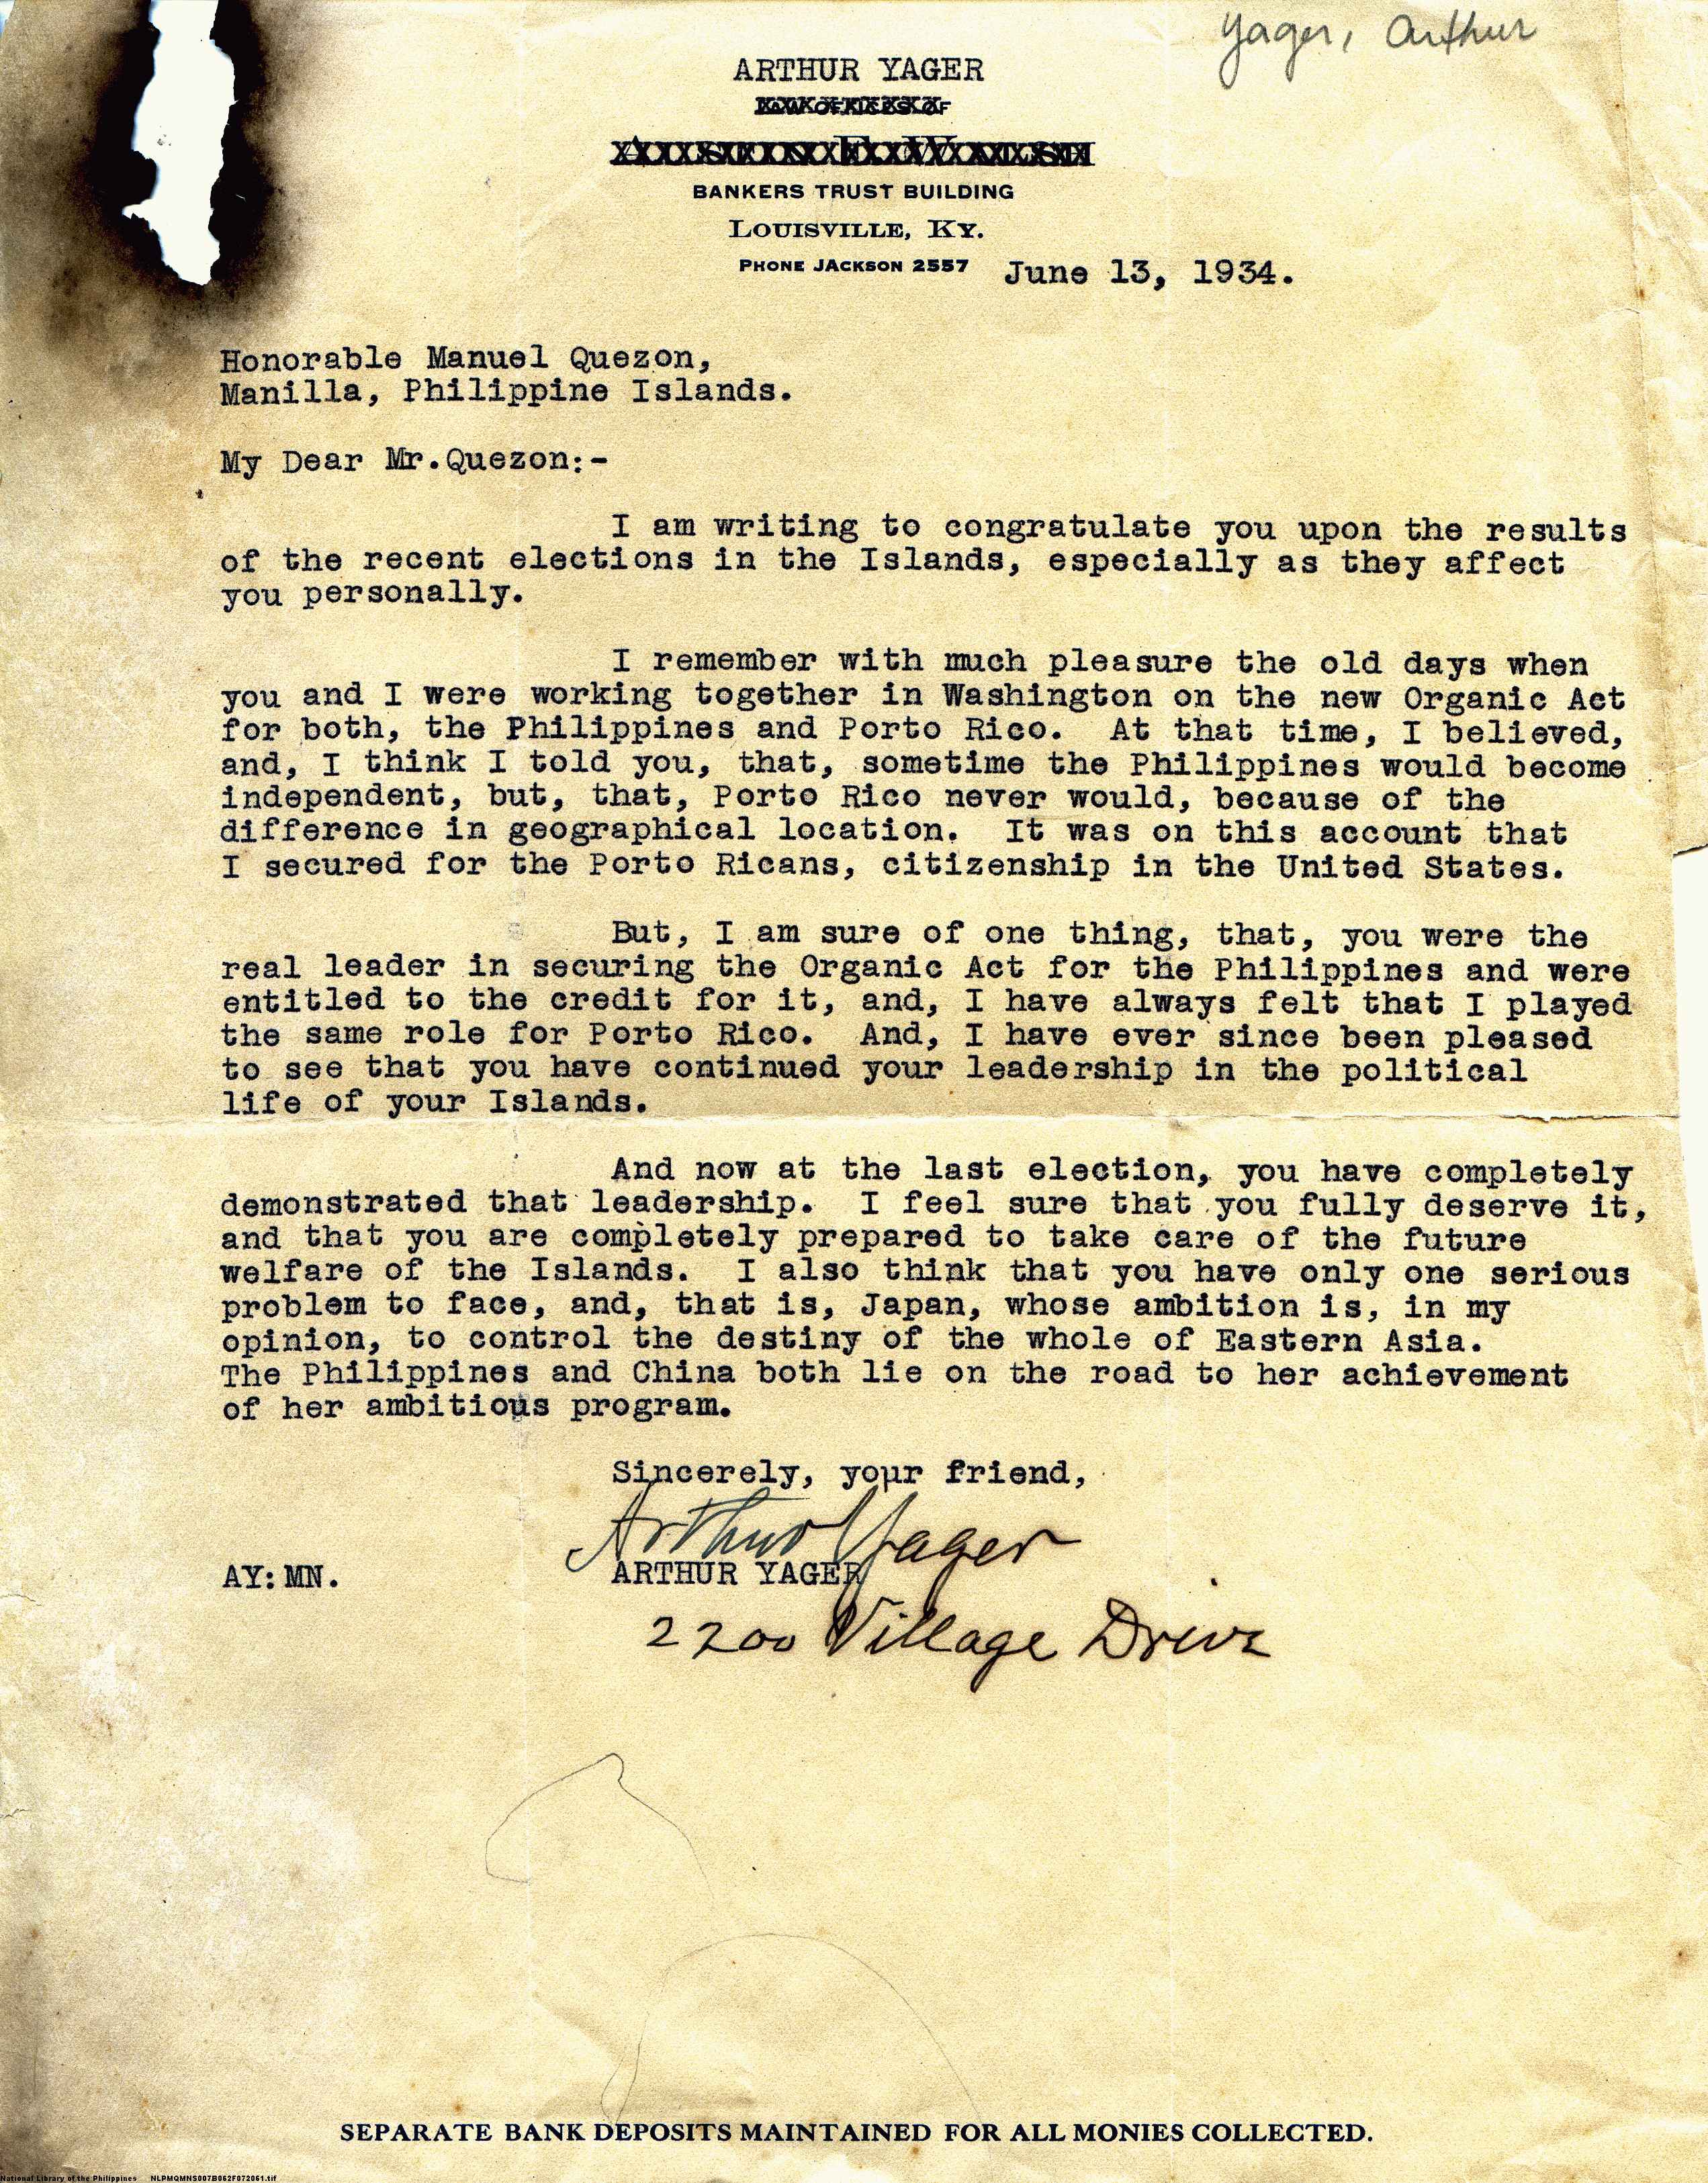 Yager, Arthur
ARTHUR YAGER
LAW OFFICES OF
BANKERS TRUST BUILDING
LOUISVILLE, KY.
PHONE JACKSON 2557 June 13, 1934.
Honorable Manuel Quezon,
Manilla, Philippine Islands.
My Dear Mr.Quezon:-
I am writing to congratulate you upon the results
of the recent elections in the Islands, especially as they affect
you personally.
I remember with much pleasure the old days when
you and I were working together in Washington on the new Organic Act
for both, the Philippines and Porto Rico. At that time, I believed,
and, I think I told you, that, sometime the Philippines would become
independent, but, that, Porto Rico never would, because of the
difference in geographical location. It was on this account that
I secured for the Porto Ricans, citizenship in the United States.
But, I am sure of one thing, that, you were the
real leader in securing the Organic Act for the Philippines and were
entitled to the credit for it, and, I have always felt that I played
the same role for Porto Rico. And, I have ever since been pleased
to see that you have continued your leadership in the political
life of your Islands.
And now at the last election, you have completely
demonstrated that leadership. I feel sure that you fully deserve it,
and that you are completely prepared to take care of the future
welfare of the Islands. I also think that you have only one serious
problem to face, and, that is, Japan, whose ambition is, in my
opinion, to control the destiny of the whole of Eastern Asia.
The Philippines and China both lie on the road to her achievement
of her ambitious program.
Sincerely, your friend,
Arthur Yager
AY:MN. ARTHUR YAGER
2200 Village Drive
SEPARATE BANK DEPOSITS MAINTAINED FOR ALL MONIES COLLECTED.
National Library of the Philippines NLPMQMNS007B062F072061.tif